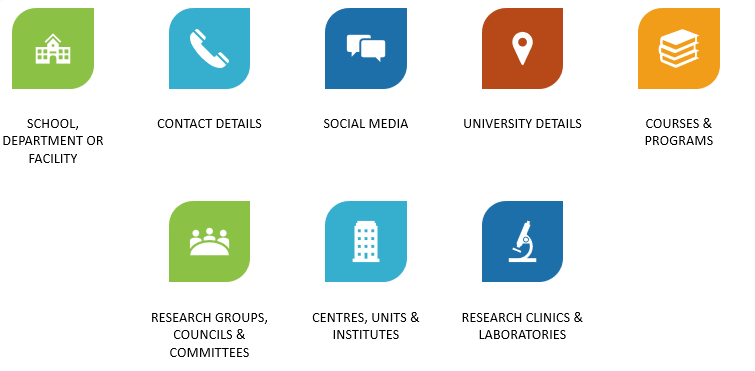 SCHOOL,
DEPARTMENT OR
FACILITY
CONTACT DETAILS
SOCIAL MEDIA
UNIVERSITY DETAILS
COURSES &
PROGRAMS
RESEARCH GROUPS,
COUNCILS &
COMMITTEES
CENTRES, UNITS &
INSTITUTES
RESEARCH CLINICS &
LABORATORIES